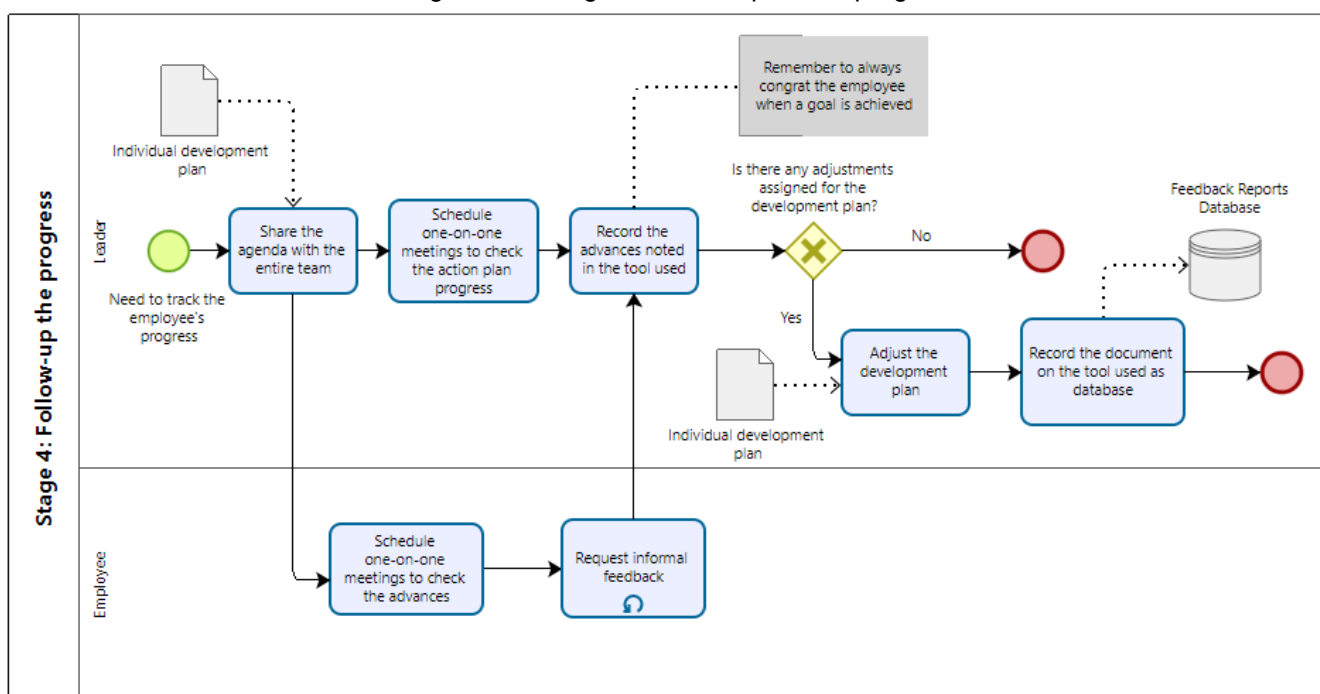 Stage 4: Follow-up the progress
Leader
Individual development
plan
Need to track the
employee's
progress
Share the
agenda with the
entire team
Schedule
one-on-one
meetings to check
the action plan
progress
Record the
advances noted
in the tool used
Remember to always
congrat the employee
when a goal is achieved
Is there any adjustments
assigned for the
development plan?
No
Yes
Feedback Reports
Database
Individual development
plan
Adjust the
development
plan
Record the document
on the tool used as
database
Employee
Schedule
one-on-one
meetings to check
the advances
Request informal
feedback